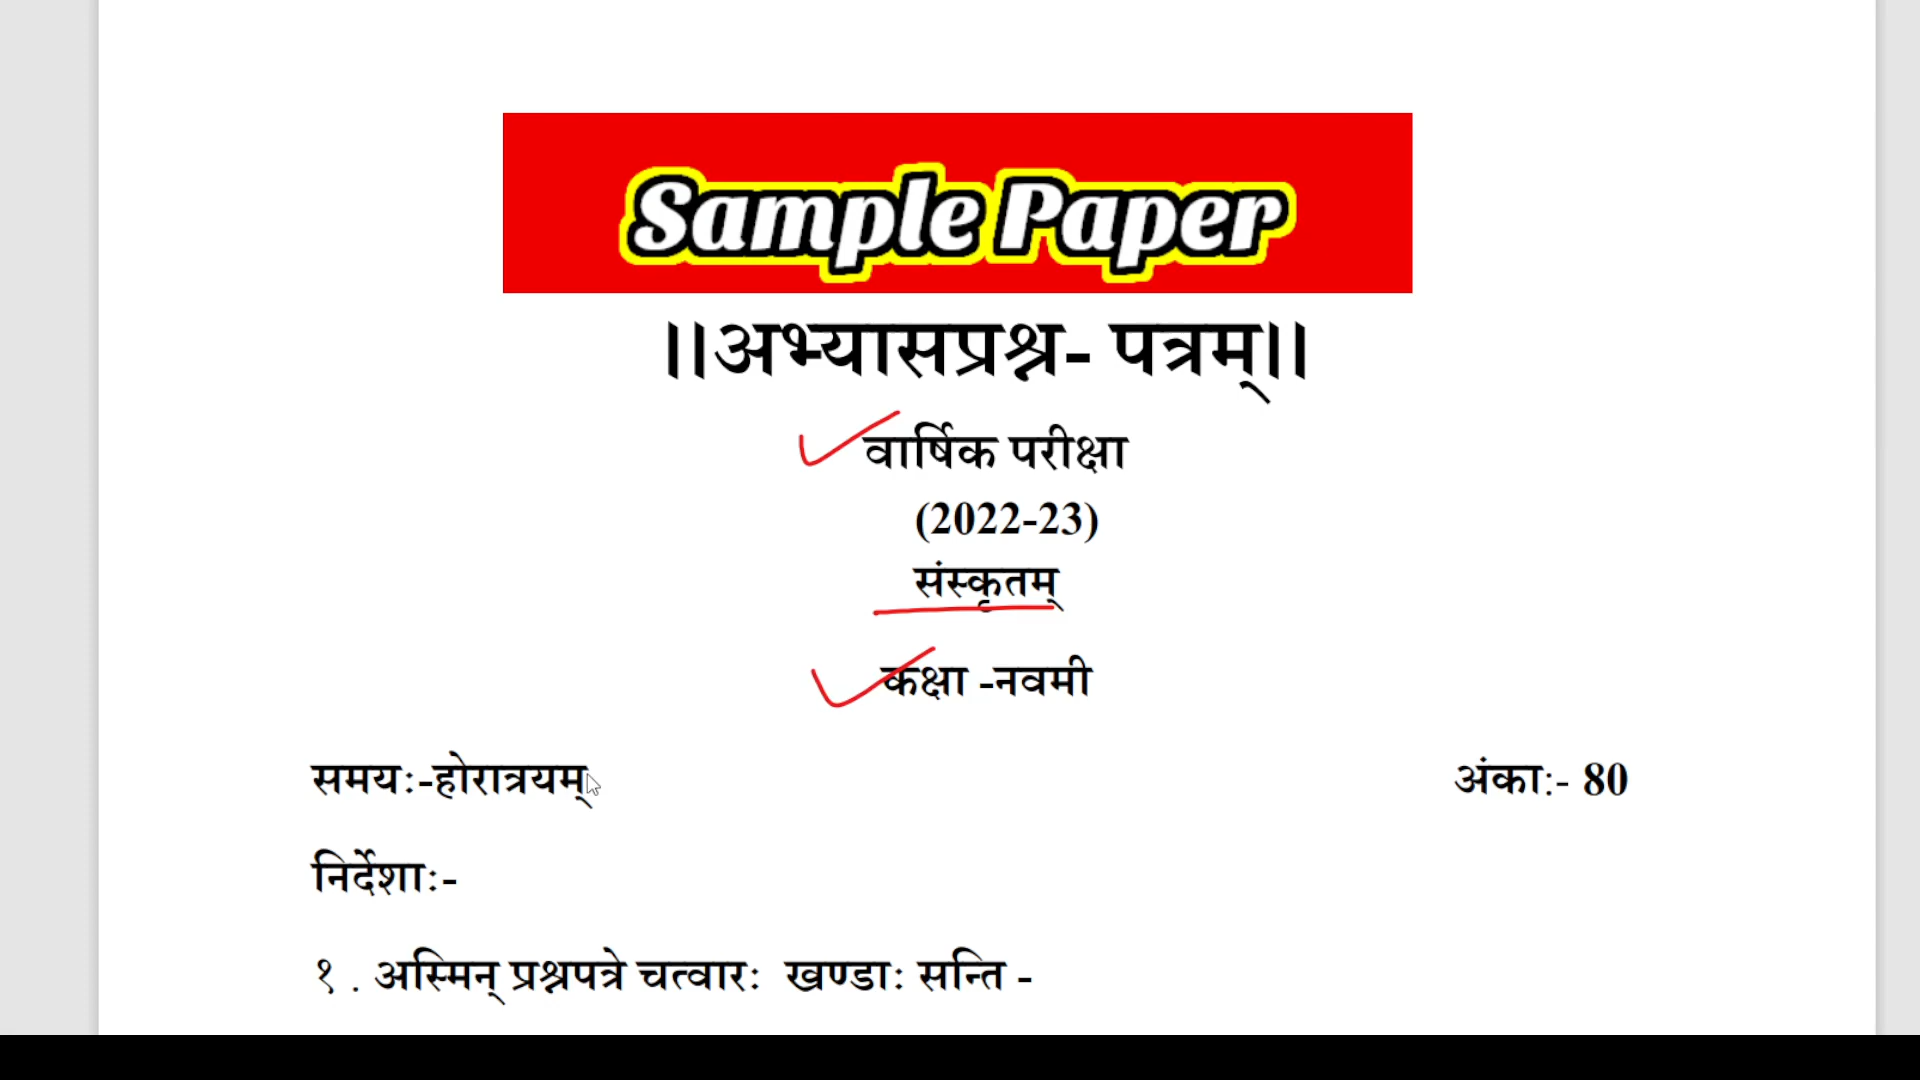 Sample Paper
।।अभ्यासप्रश्न- पत्रम्।।
वार्षिक परीक्षा
(2022-23)
संस्कृतम्
कक्षा -नवमी
समयः-होरात्रयम् अंकाः- 80
निर्देशाः-
१ . अस्मिन् प्रश्नपत्रे चत्वारः खण्डाः सन्ति -